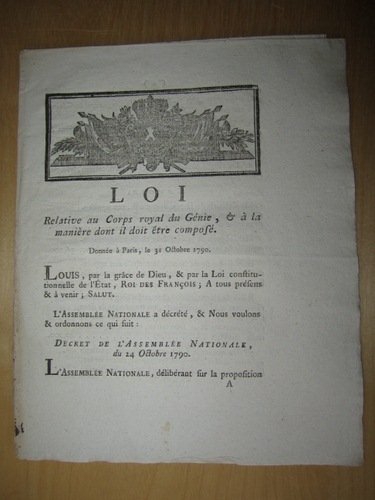 LOI
Relative au Corps royal du Génie, & à la
manière dont il doit être composé.
Donnée à Paris, le 31 Octobre 1790.
LOUIS, par la grâce de Dieu, & par la Loi constitu-
tionnelle de l'État, ROI DES FRANÇOIS; A tous présens
& à venir; SALUT.
L'ASSEMBLÉE NATIONALE a décrété, & Nous voulons
& ordonnons ce qui suit:
DÉCRET DE L'ASSEMBLÉE NATIONALE,
du 24 Octobre 1790.
L'ASSEMBLÉE NATIONALE, délibérant sur la proposition
A